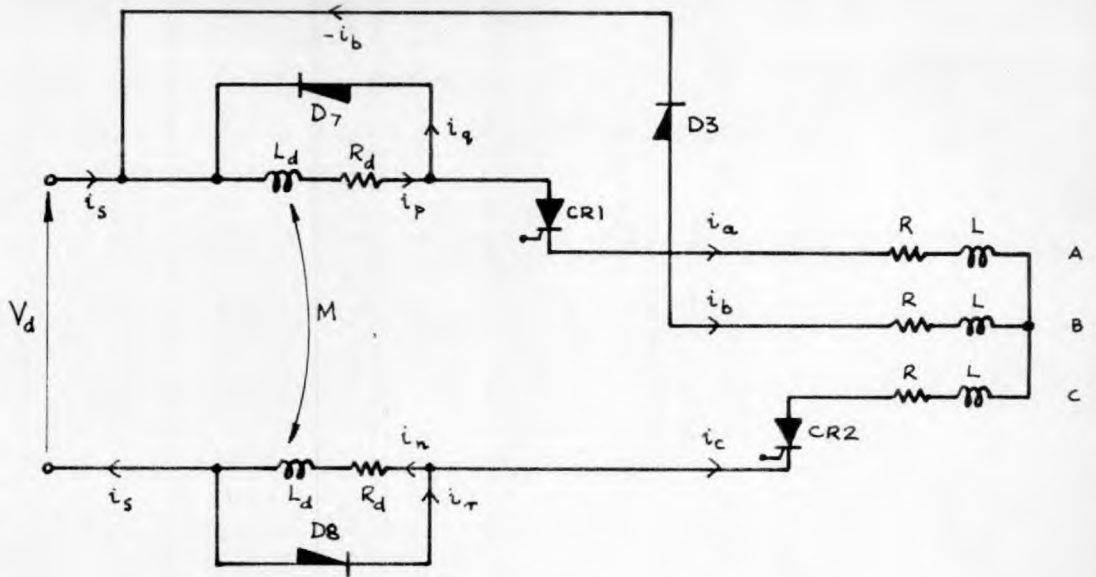 -i_b
D7
i_q
D3
L_d
R_d
i_s
i_p
CR1
i_a
R
L
A
V_d
M
i_b
R
L
B
R
L
C
CR2
i_n
i_c
i_s
L_d
R_d
i_r
D8